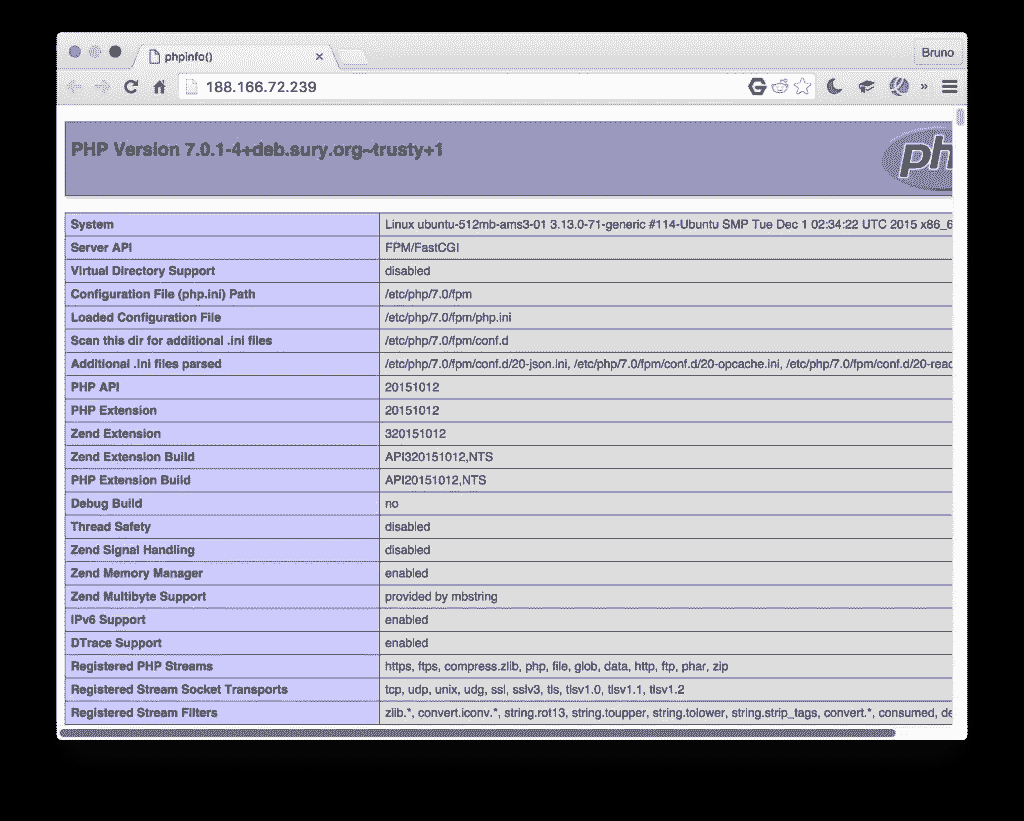 phpinfo()
Bruno
188.166.72.239
PHP Version 7.0.1-4+deb.sury.org~trusty+1
ph
System Linux ubuntu-512mb-ams3-01 3.13.0-71-generic #114-Ubuntu SMP Tue Dec 1 02:34:22 UTC 2015 x86_6
Server API FPM/FastCGI
Virtual Directory Support disabled
Configuration File (php.ini) Path /etc/php/7.0/fpm
Loaded Configuration File /etc/php/7.0/fpm/php.ini
Scan this dir for additional .ini files /etc/php/7.0/fpm/conf.d
Additional .ini files parsed /etc/php/7.0/fpm/conf.d/20-json.ini, /etc/php/7.0/fpm/conf.d/20-opcache.ini, /etc/php/7.0/fpm/conf.d/20-reac
PHP API 20151012
PHP Extension 20151012
Zend Extension 320151012
Zend Extension Build API320151012,NTS
PHP Extension Build API20151012,NTS
Debug Build no
Thread Safety disabled
Zend Signal Handling disabled
Zend Memory Manager enabled
Zend Multibyte Support provided by mbstring
IPv6 Support enabled
DTrace Support enabled
Registered PHP Streams https, ftps, compress.zlib, php, file, glob, data, http, ftp, phar, zip
Registered Stream Socket Transports tcp, udp, unix, udg, ssl, sslv3, tls, tlsv1.0, tlsv1.1, tlsv1.2
Registered Stream Filters zlib.*, convert.iconv.*, string.rot13, string.toupper, string.tolower, string.strip_tags, convert.*, consumed, de